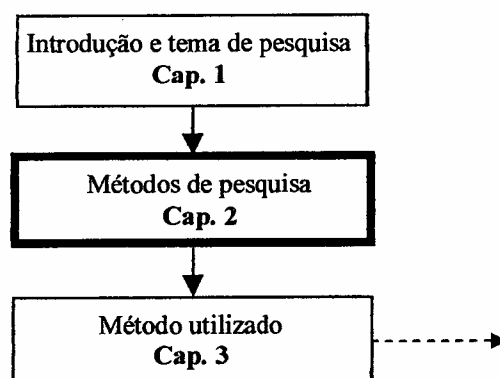 Introdução e tema de pesquisa
Cap. 1
Métodos de pesquisa
Cap. 2
Método utilizado
Cap. 3